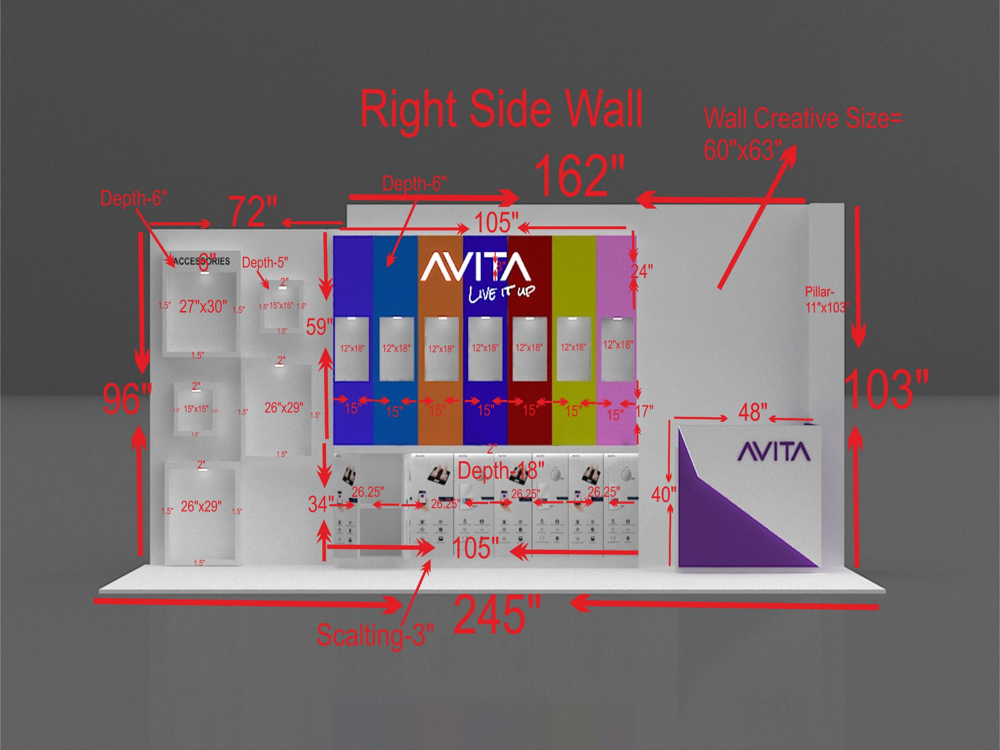 Right Side Wall
Wall Creative Size=
60"x63"
162"
Depth-6"
Depth-6"
72"
105"
ACCESSORIES
6"
Depth-5"
AVITA
8"
LIVE IT UP
24"
2"
Pillar-
11"x103"
1.5"
27"x30"
1.5"
1.5"
15"x15"
1.5"
59"
1.5"
12"x18"
12"x18"
12"x18"
12"x18"
12"x18"
12"x18"
12"x18"
1.5"
2"
96"
2"
103"
1.5"
15"x15"
1.5"
1.5"
26"x29"
1.5"
15"
15"
15"
15"
15"
15"
15"
17"
48"
1.5"
1.5"
2"
AVITA
2"
Depth-18"
26.25"
26.25"
26.25"
26.25"
40"
34"
1.5"
26"x29"
1.5"
105"
1.5"
245"
Scalting-3"